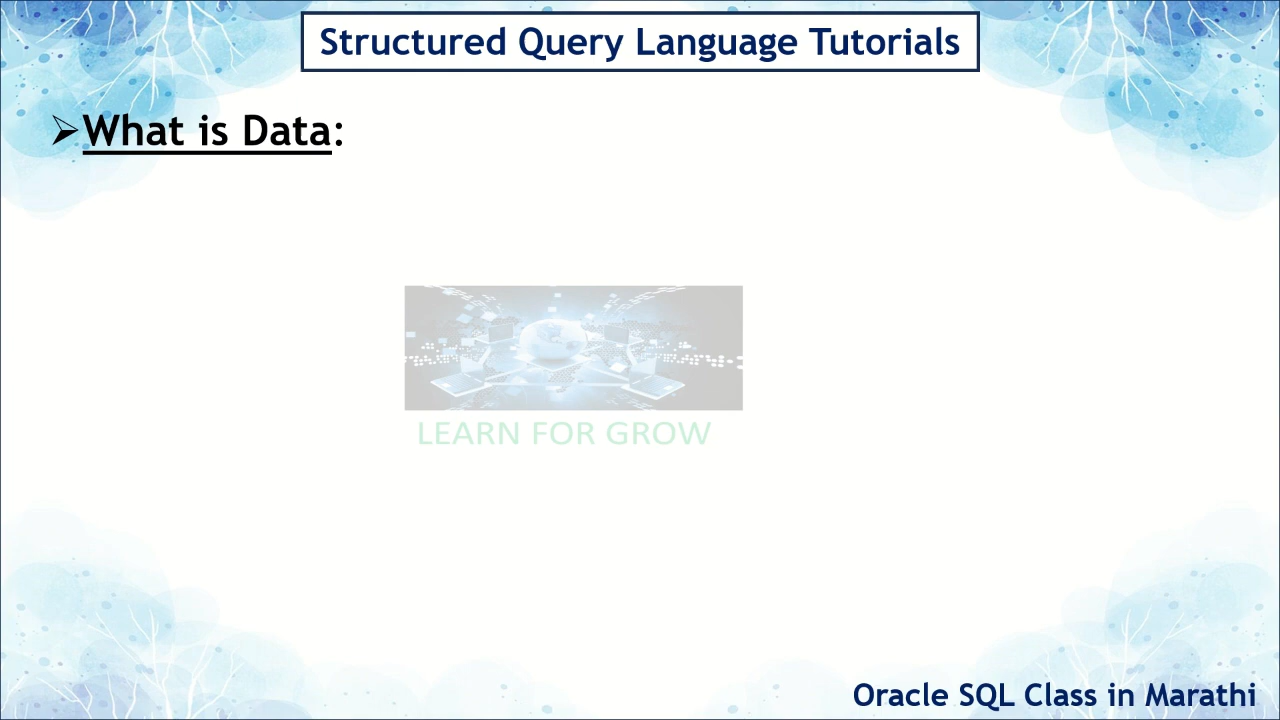 Structured Query Language Tutorials
➢What is Data:
LEARN FOR GROW
Oracle SQL Class in Marathi